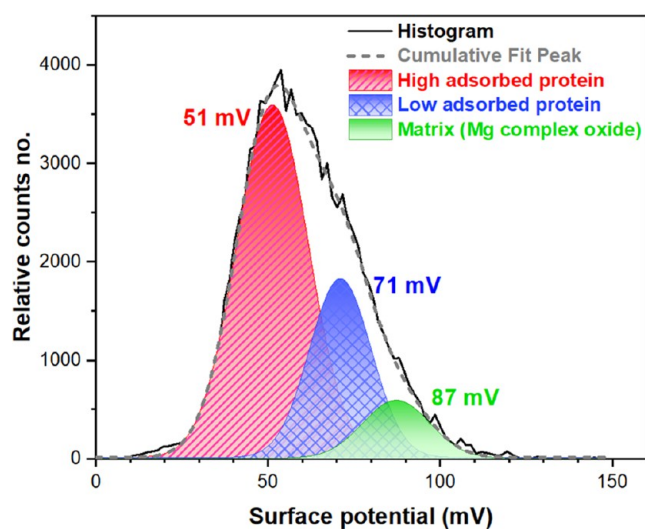 Histogram
Cumulative Fit Peak
High adsorbed protein
Low adsorbed protein
Matrix (Mg complex oxide)
51 mV
71 mV
87 mV
Relative counts no.
4000
3000
2000
1000
0
0 50 100 150
Surface potential (mV)